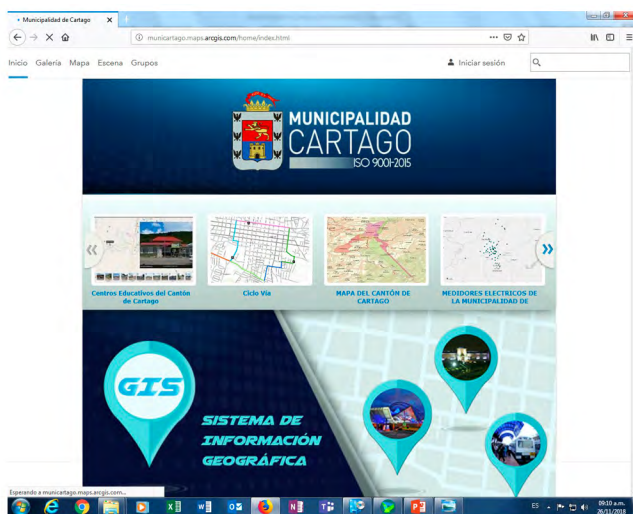 Municipalidad de Cartago
municartago.maps.arcgis.com/home/index.html
Inicio Galería Mapa Escena Grupos
Iniciar sesión
MUNICIPALIDAD
CARTAGO
ISO 9001-2015
Centros Educativos del Cantón
de Cartago
Ciclo Vía
MAPA DEL CANTÓN DE
CARTAGO
MEDIDORES ELECTRICOS DE
LA MUNICIPALIDAD DE
GIS
SISTEMA DE
INFORMACIÓN
GEOGRÁFICA
Esperando a municartago.maps.arcgis.com...
ES
09:10 a.m.
26/11/2018